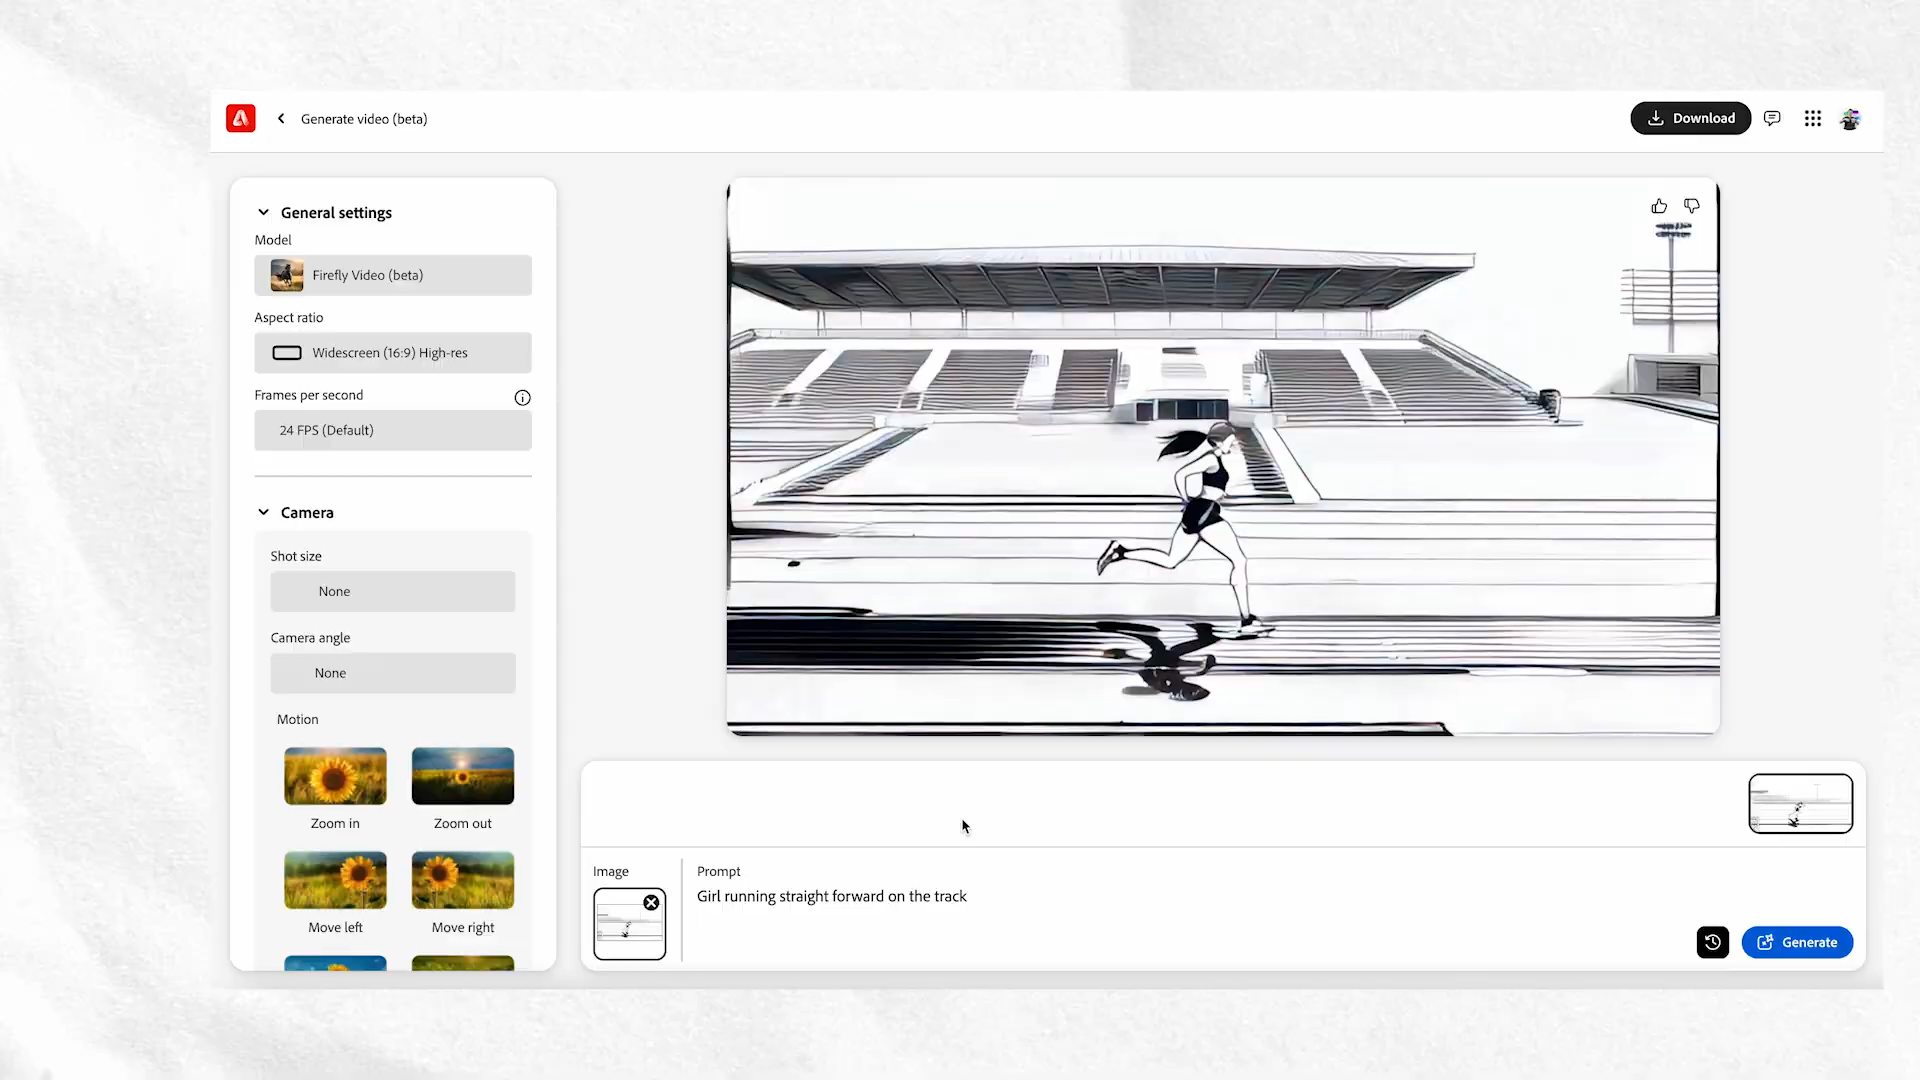 Generate video (beta)
Download
General settings
Model
Firefly Video (beta)
Aspect ratio
Widescreen (16:9) High-res
Frames per second
24 FPS (Default)
Camera
Shot size
None
Camera angle
None
Motion
Zoom in
Zoom out
Move left
Move right
Image
Prompt
Girl running straight forward on the track
Generate